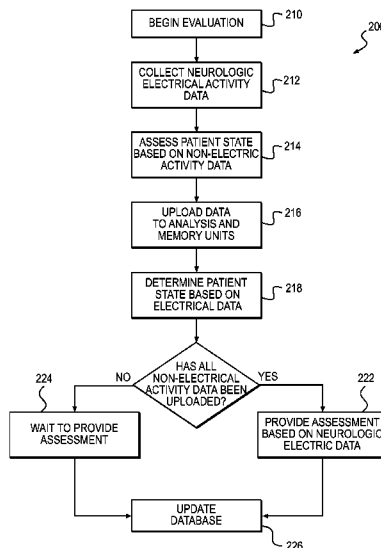 BEGIN EVALUATION
210
200
COLLECT NEUROLOGIC
ELECTRICAL ACTIVITY
DATA
212
ASSESS PATIENT STATE
BASED ON NON-ELECTRIC
ACTIVITY DATA
214
UPLOAD DATA
TO ANALYSIS AND
MEMORY UNITS
216
DETERMINE PATIENT
STATE BASED ON
ELECTRICAL DATA
218
HAS ALL
NON-ELECTRICAL
ACTIVITY DATA BEEN
UPLOADED?
NO
YES
224
WAIT TO PROVIDE
ASSESSMENT
222
PROVIDE ASSESSMENT
BASED ON NEUROLOGIC
ELECTRIC DATA
UPDATE
DATABASE
226